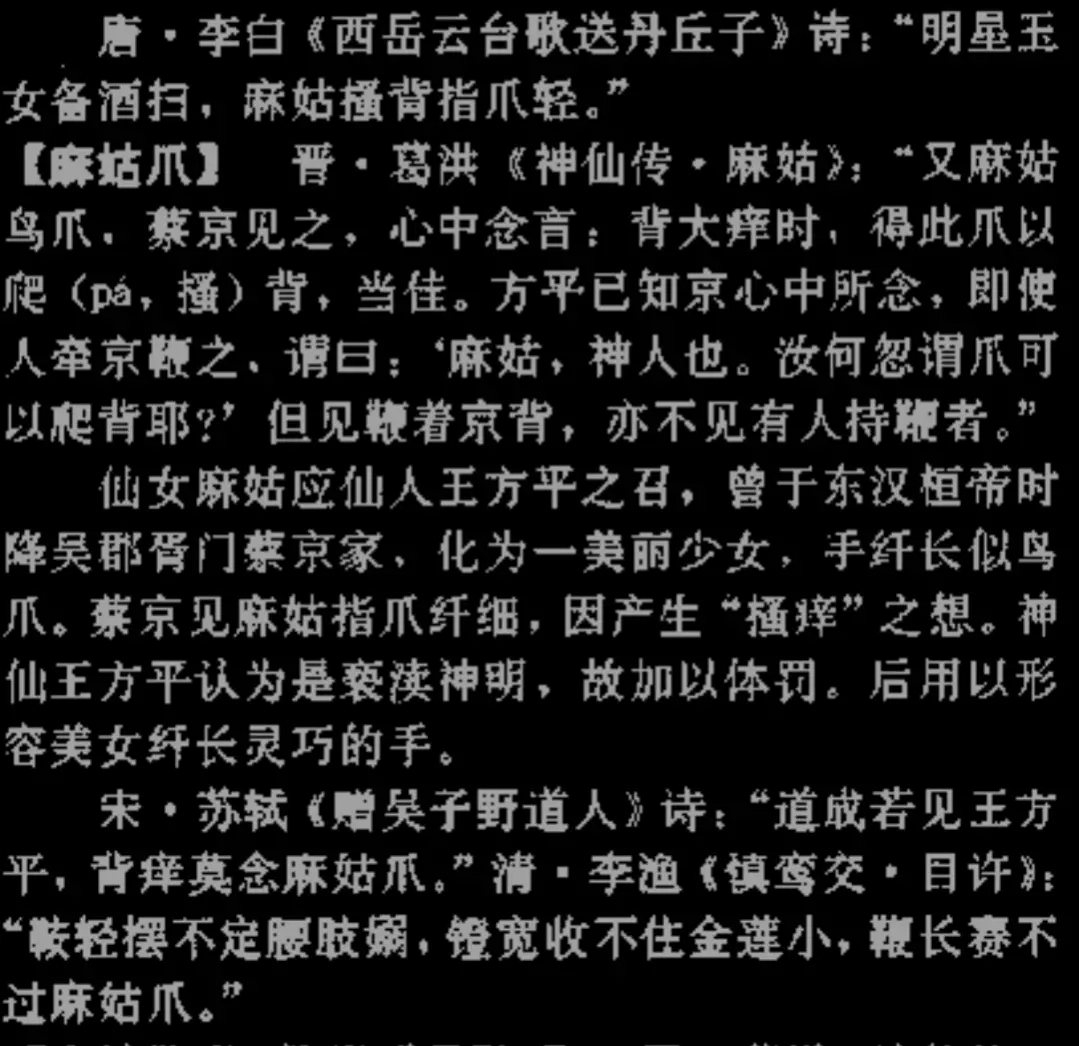 唐·李白《西岳云台歌送丹丘子》诗：“明星玉
女备酒扫，麻姑搔背指爪轻。”
【麻姑爪】 晋·葛洪《神仙传·麻姑》：“又麻姑
鸟爪，蔡京见之，心中念言：背大痒时，得此爪以
爬（pá，搔）背，当佳。方平已知京心中所念，即使
人牵京鞭之，谓曰：‘麻姑，神人也。汝何忽谓爪可
以爬背耶？’但见鞭着京背，亦不见有人持鞭者。”
仙女麻姑应仙人王方平之召，曾于东汉桓帝时
降吴郡胥门蔡京家，化为一美丽少女，手纤长似鸟
爪。蔡京见麻姑指爪纤细，因产生“搔痒”之想。神
仙王方平认为是亵渎神明，故加以体罚。后用以形
容美女纤长灵巧的手。
宋·苏轼《赠吴子野道人》诗：“道成若见王方
平，背痒莫念麻姑爪。”清·李渔《慎鸾交·目许》：
“鞍轻摆不定腰肢嫋，镫宽收不住金莲小，鞭长赛不
过麻姑爪。”